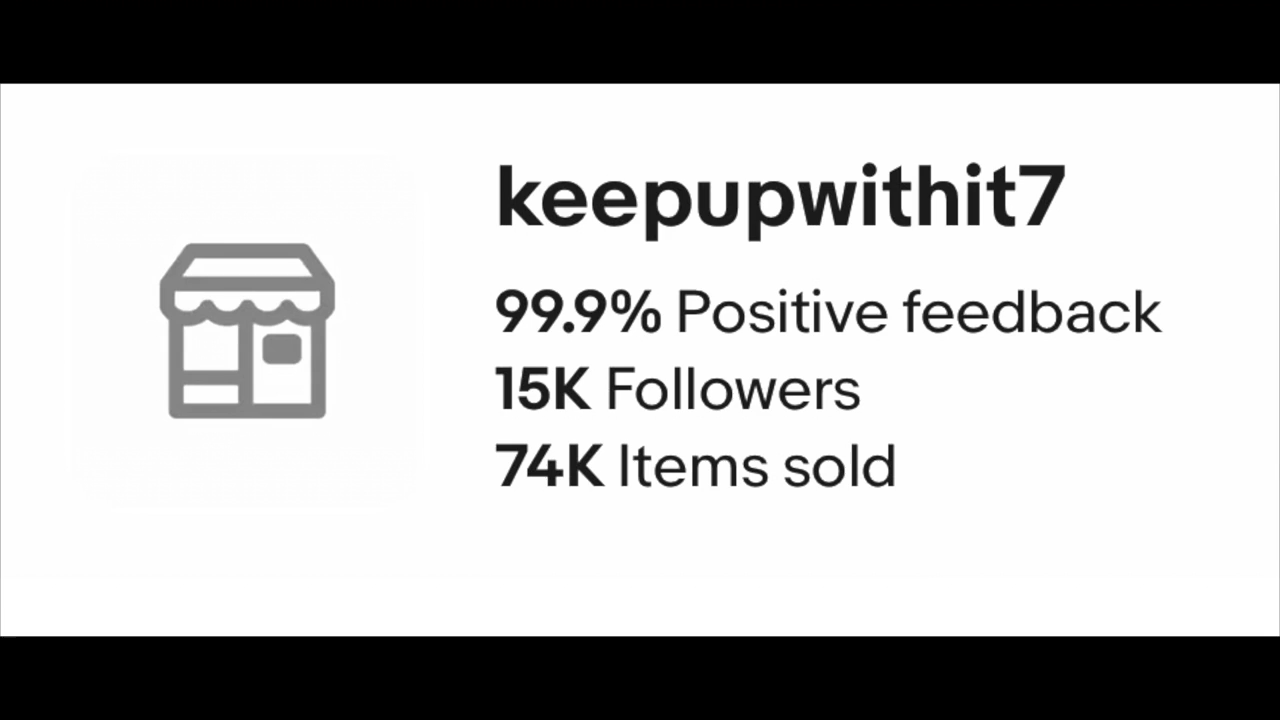 keepupwithit7
99.9% Positive feedback
15K Followers
74K Items sold